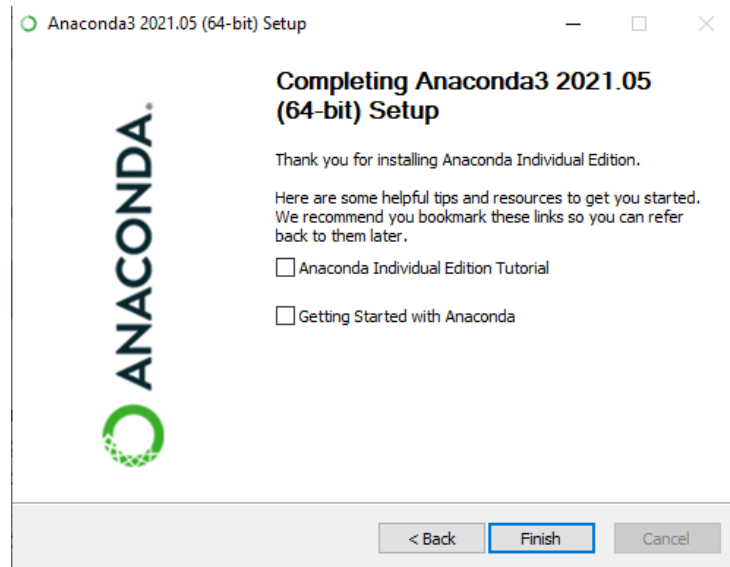 Anaconda3 2021.05 (64-bit) Setup
Completing Anaconda3 2021.05
(64-bit) Setup
Thank you for installing Anaconda Individual Edition.
Here are some helpful tips and resources to get you started.
We recommend you bookmark these links so you can refer
back to them later.
Anaconda Individual Edition Tutorial
Getting Started with Anaconda
ANACONDA.
< Back
Finish
Cancel